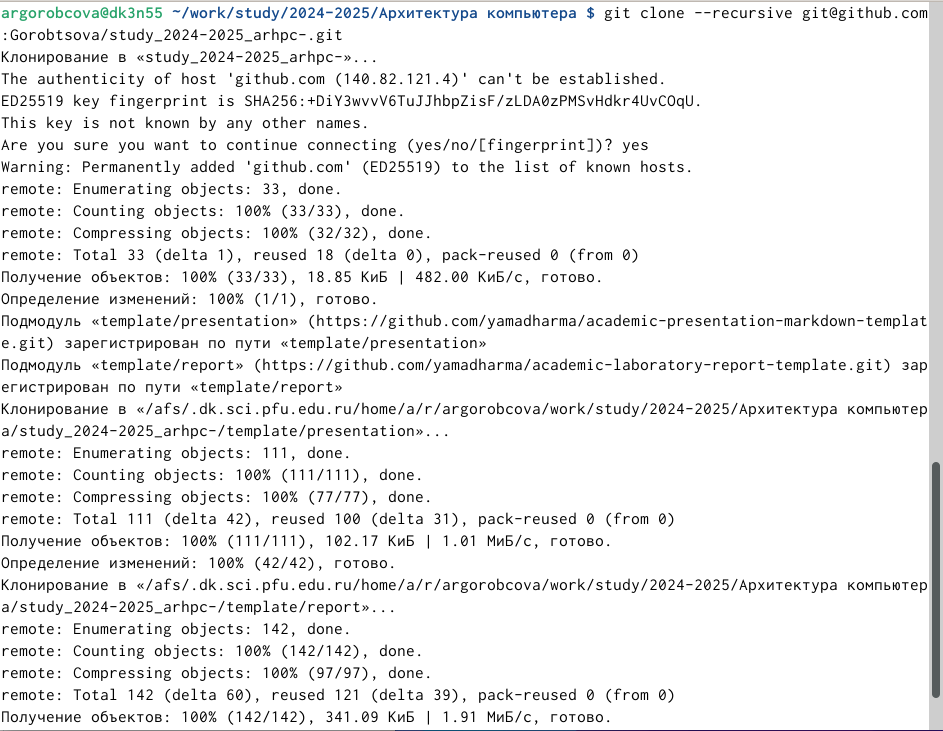 argorobcova@dk3n55 ~/work/study/2024-2025/Архитектура компьютера $ git clone --recursive git@github.com
:Gorobtsova/study_2024-2025_arhpc-.git
Клонирование в «study_2024-2025_arhpc-»...
The authenticity of host 'github.com (140.82.121.4)' can't be established.
ED25519 key fingerprint is SHA256:+DiY3wvvV6TuJJhbpZisF/zLDA0zPMSvHdkr4UvCOqU.
This key is not known by any other names.
Are you sure you want to continue connecting (yes/no/[fingerprint])? yes
Warning: Permanently added 'github.com' (ED25519) to the list of known hosts.
remote: Enumerating objects: 33, done.
remote: Counting objects: 100% (33/33), done.
remote: Compressing objects: 100% (32/32), done.
remote: Total 33 (delta 1), reused 18 (delta 0), pack-reused 0 (from 0)
Получение объектов: 100% (33/33), 18.85 КиБ | 482.00 КиБ/с, готово.
Определение изменений: 100% (1/1), готово.
Подмодуль «template/presentation» (https://github.com/yamadharma/academic-presentation-markdown-templat
e.git) зарегистрирован по пути «template/presentation»
Подмодуль «template/report» (https://github.com/yamadharma/academic-laboratory-report-template.git) зар
егистрирован по пути «template/report»
Клонирование в «/afs/.dk.sci.pfu.edu.ru/home/a/r/argorobcova/work/study/2024-2025/Архитектура компьютер
а/study_2024-2025_arhpc-/template/presentation»...
remote: Enumerating objects: 111, done.
remote: Counting objects: 100% (111/111), done.
remote: Compressing objects: 100% (77/77), done.
remote: Total 111 (delta 42), reused 100 (delta 31), pack-reused 0 (from 0)
Получение объектов: 100% (111/111), 102.17 КиБ | 1.01 МиБ/с, готово.
Определение изменений: 100% (42/42), готово.
Клонирование в «/afs/.dk.sci.pfu.edu.ru/home/a/r/argorobcova/work/study/2024-2025/Архитектура компьютер
а/study_2024-2025_arhpc-/template/report»...
remote: Enumerating objects: 142, done.
remote: Counting objects: 100% (142/142), done.
remote: Compressing objects: 100% (97/97), done.
remote: Total 142 (delta 60), reused 121 (delta 39), pack-reused 0 (from 0)
Получение объектов: 100% (142/142), 341.09 КиБ | 1.91 МиБ/с, готово.